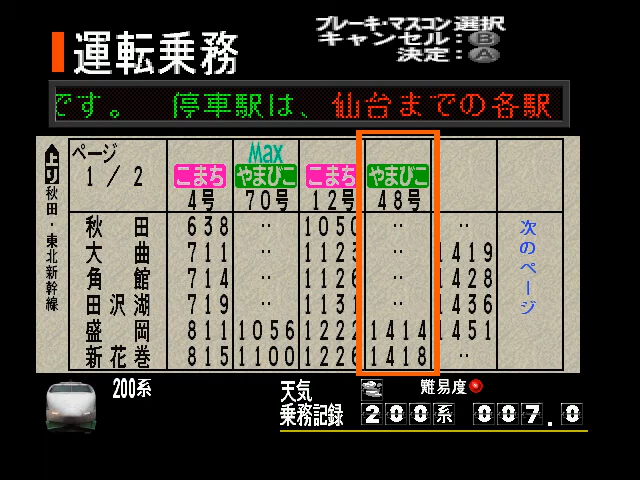 運転乗務
ブレーキ・マスコン選択
キャンセル:B
決定:A
です。 停車駅は、仙台までの各駅
上り
秋田・東北新幹線
ページ
1/2
こまち
4号
Max
やまびこ
70号
こまち
12号
やまびこ
48号
秋田 638 ‥ 1050 ‥ ‥
大曲 711 ‥ 1123 ‥ 1419
角館 714 ‥ 1126 ‥ 1428
田沢湖 719 ‥ 1131 ‥ 1436
盛岡 811 1056 1222 1414 1451
新花巻 815 1100 1226 1418 ‥
次のページ
200系
天気
難易度
乗務記録 200系 007.0